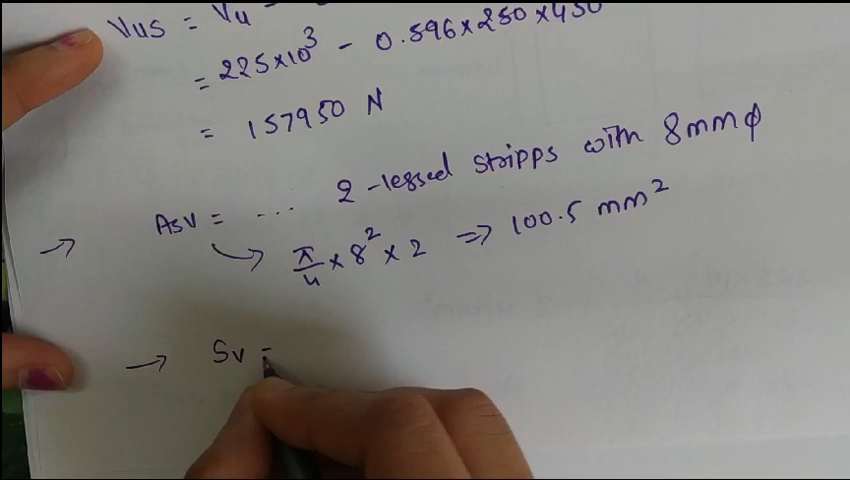 Vus = Vu -
= 225×10³ - 0.596×250×450
= 157950 N
→ Asv = ... 2-legged stripps with 8mm ϕ
↳ π/4 × 8² × 2 ⇒ 100.5 mm²
→ Sv =